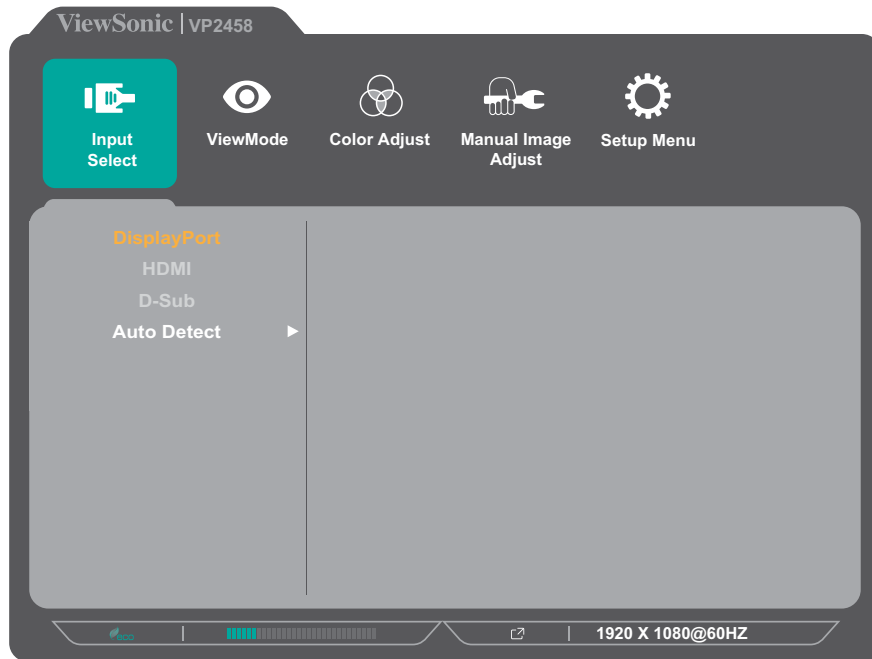 ViewSonic | VP2458
Input Select
ViewMode
Color Adjust
Manual Image Adjust
Setup Menu
DisplayPort
HDMI
D-Sub
Auto Detect ►
eco
1920 X 1080@60HZ